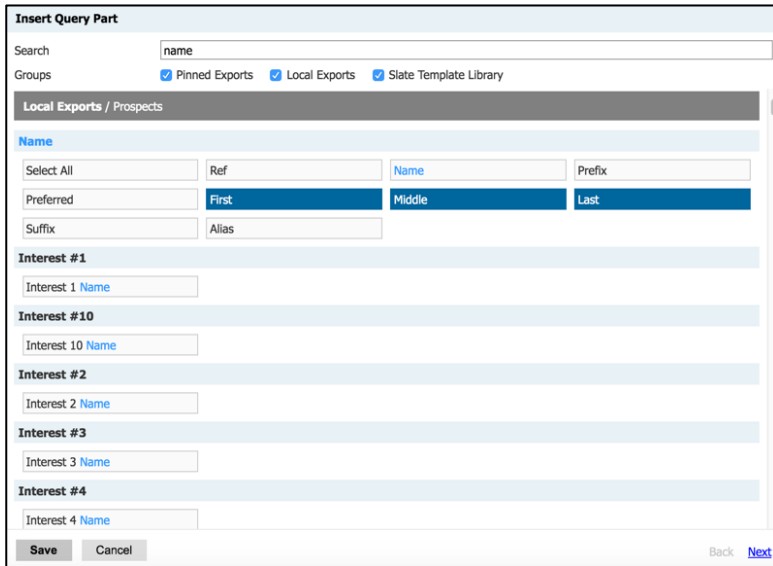 Insert Query Part
Search name
Groups Pinned Exports Local Exports Slate Template Library
Local Exports / Prospects
Name
Select All Ref Name Prefix
Preferred First Middle Last
Suffix Alias
Interest #1
Interest 1 Name
Interest #10
Interest 10 Name
Interest #2
Interest 2 Name
Interest #3
Interest 3 Name
Interest #4
Interest 4 Name
Save Cancel Back Next